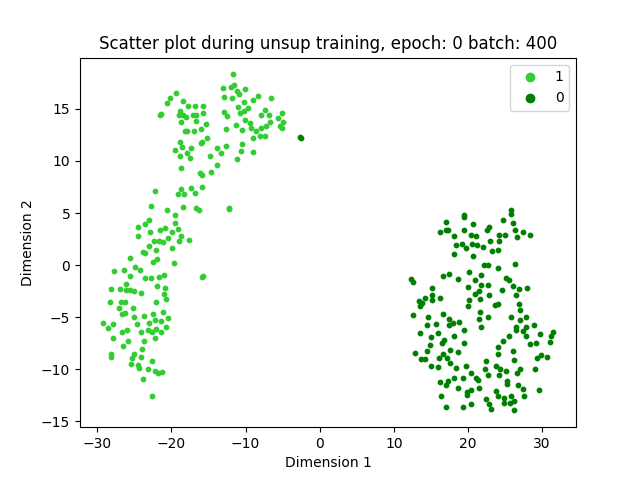 Scatter plot during unsup training, epoch: 0 batch: 400
1
0
15
10
5
0
−5
−10
−15
Dimension 2
−30 −20 −10 0 10 20 30
Dimension 1